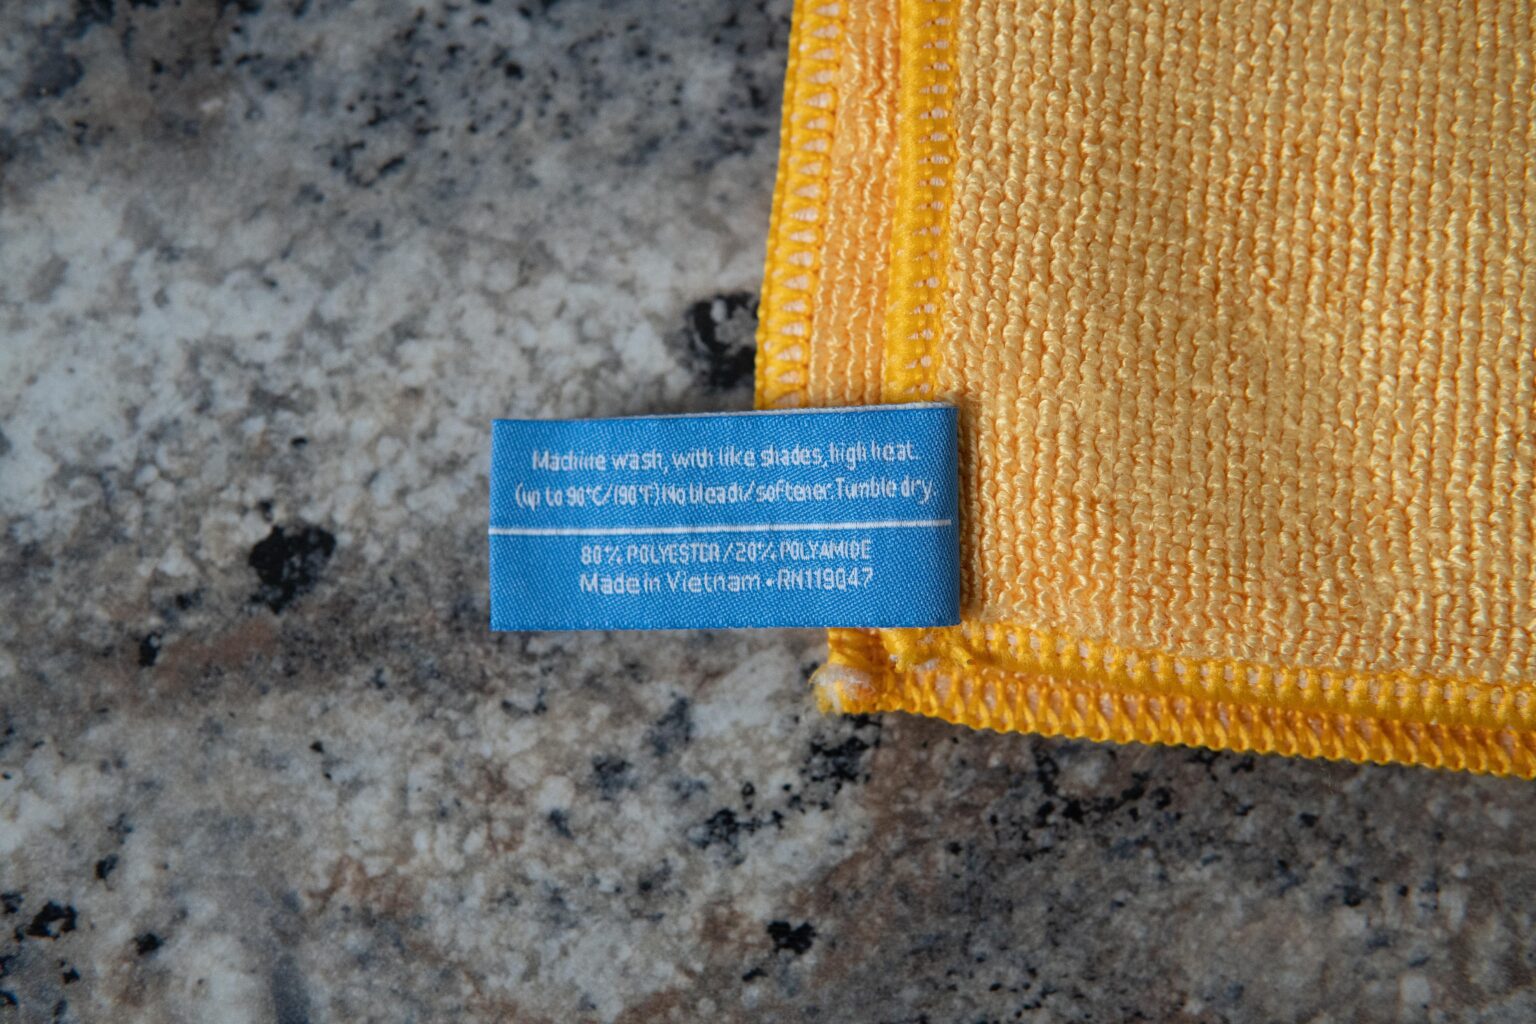 Machine wash, with like shades, high heat.
(up to 90°C/190°F) No bleach/softener. Tumble dry.
80% POLYESTER / 20% POLYAMIDE
Made in Vietnam • RN119047